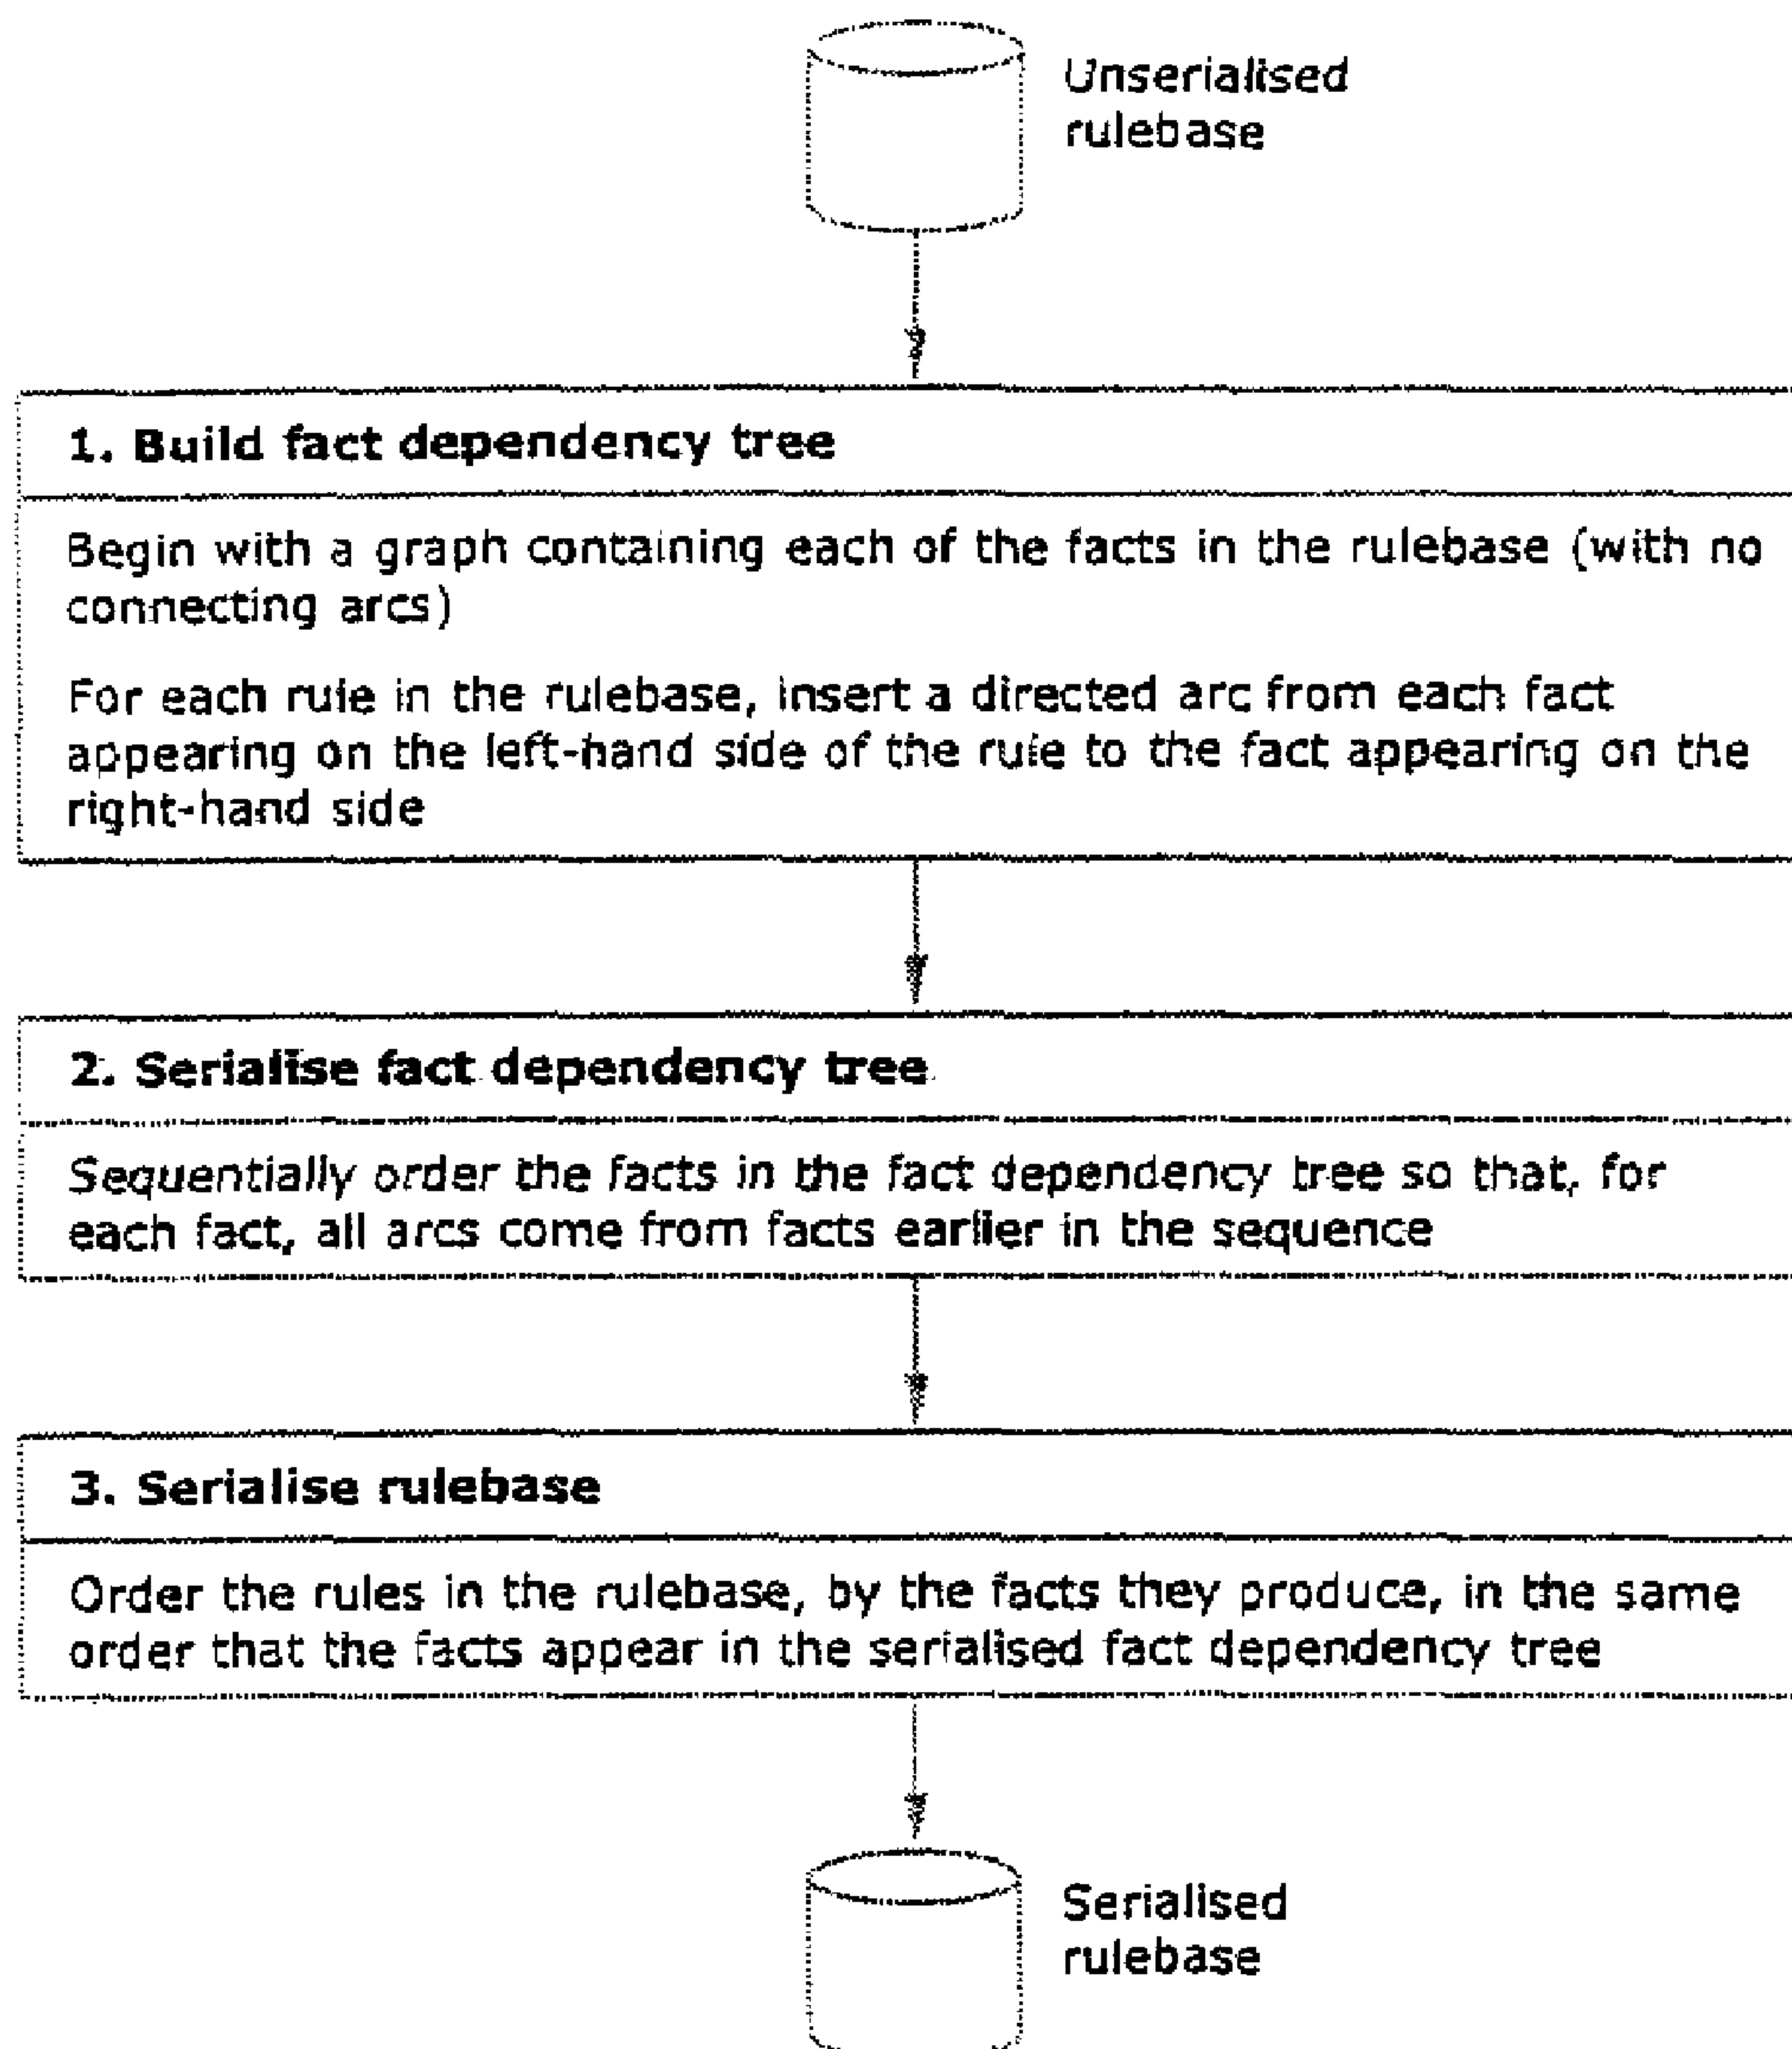 Unserialised
rulebase
1. Build fact dependency tree
Begin with a graph containing each of the facts in the rulebase (with no
connecting arcs)
For each rule in the rulebase, insert a directed arc from each fact
appearing on the left-hand side of the rule to the fact appearing on the
right-hand side
2. Serialise fact dependency tree
Sequentially order the facts in the fact dependency tree so that, for
each fact, all arcs come from facts earlier in the sequence
3. Serialise rulebase
Order the rules in the rulebase, by the facts they produce, in the same
order that the facts appear in the serialised fact dependency tree
Serialised
rulebase